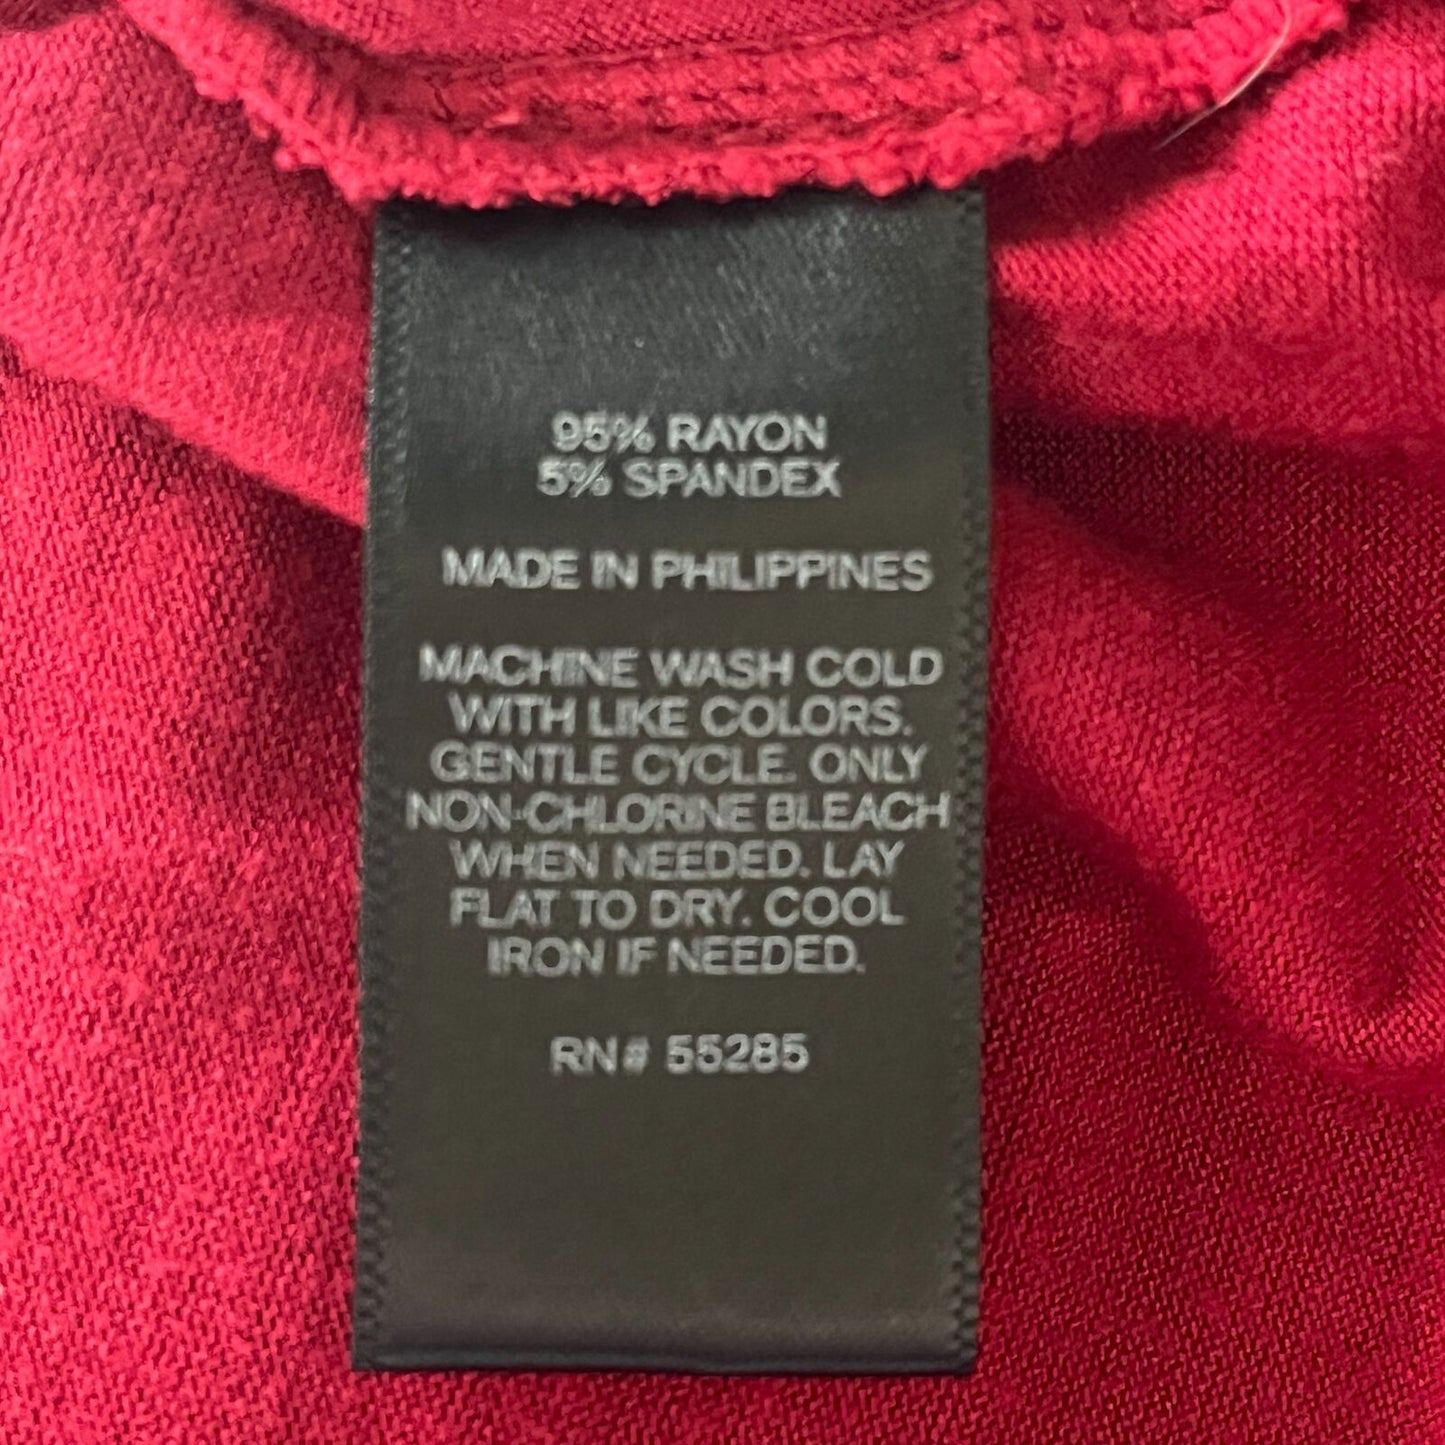 95% RAYON
5% SPANDEX
MADE IN PHILIPPINES
MACHINE WASH COLD
WITH LIKE COLORS.
GENTLE CYCLE. ONLY
NON-CHLORINE BLEACH
WHEN NEEDED. LAY
FLAT TO DRY. COOL
IRON IF NEEDED.
RN# 55285